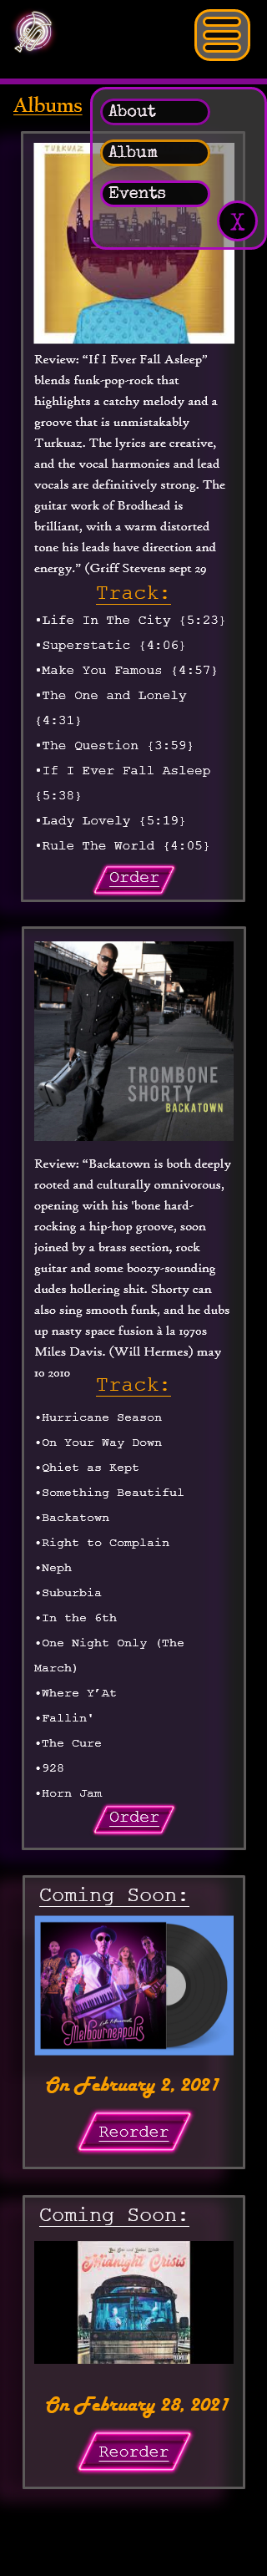 Albums
About
Album
Events
X
TURKUAZ
Review: “If I Ever Fall Asleep”
blends funk-pop-rock that
highlights a catchy melody and a
groove that is unmistakably
Turkuaz. The lyrics are creative,
and the vocal harmonies and lead
vocals are definitively strong. The
guitar work of Brodhead is
brilliant, with a warm distorted
tone his leads have direction and
energy.” (Griff Stevens sept 29
Track:
•Life In The City {5:23}
•Superstatic {4:06}
•Make You Famous {4:57}
•The One and Lonely
{4:31}
•The Question {3:59}
•If I Ever Fall Asleep
{5:38}
•Lady Lovely {5:19}
•Rule The World {4:05}
Order
TROMBONE
SHORTY
BACKATOWN
Review: “Backatown is both deeply
rooted and culturally omnivorous,
opening with his 'bone hard-
rocking a hip-hop groove, soon
joined by a brass section, rock
guitar and some boozy-sounding
dudes hollering shit. Shorty can
also sing smooth funk, and he dubs
up nasty space fusion à la 1970s
Miles Davis. (Will Hermes) may
10 2010
Track:
•Hurricane Season
•On Your Way Down
•Qhiet as Kept
•Something Beautiful
•Backatown
•Right to Complain
•Neph
•Suburbia
•In the 6th
•One Night Only (The
March)
•Where Y’At
•Fallin'
•The Cure
•928
•Horn Jam
Order
Coming Soon:
Melbourneapolis
On February 2, 2021
Reorder
Coming Soon:
Midnight Crisis
On February 28, 2021
Reorder